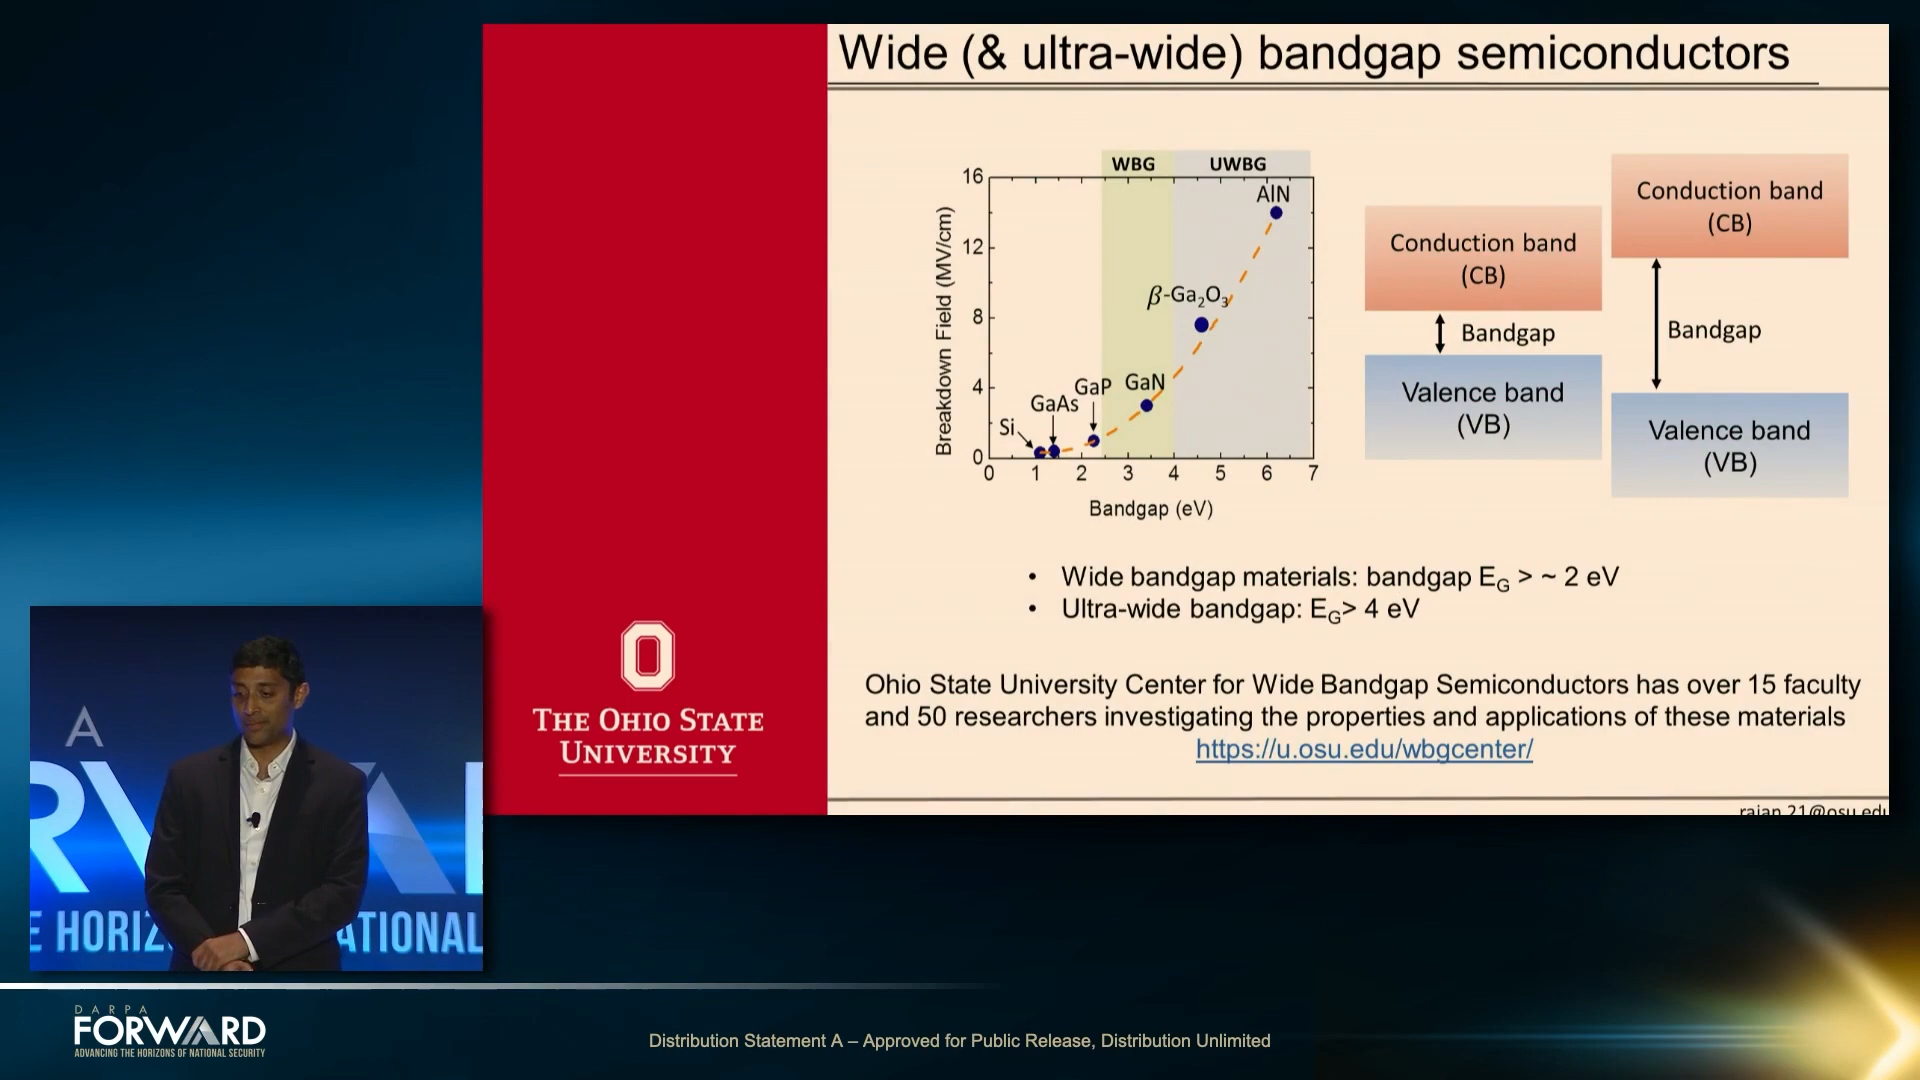 Wide (& ultra-wide) bandgap semiconductors
WBG
UWBG
16
12
8
4
0
Breakdown Field (MV/cm)
AlN
β-Ga₂O₃
GaN
GaP
GaAs
Si
0 1 2 3 4 5 6 7
Bandgap (eV)
Conduction band
(CB)
Bandgap
Valence band
(VB)
Conduction band
(CB)
Bandgap
Valence band
(VB)
• Wide bandgap materials: bandgap E_G > ~ 2 eV
• Ultra-wide bandgap: E_G> 4 eV
Ohio State University Center for Wide Bandgap Semiconductors has over 15 faculty
and 50 researchers investigating the properties and applications of these materials
https://u.osu.edu/wbgcenter/
rajan.21@osu.edu
THE OHIO STATE
UNIVERSITY
A
RWA
E HORIZ ATIONAL
DARPA
FORWARD
ADVANCING THE HORIZONS OF NATIONAL SECURITY
Distribution Statement A – Approved for Public Release, Distribution Unlimited